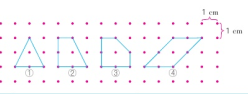 1 cm
1 cm
① ② ③ ④